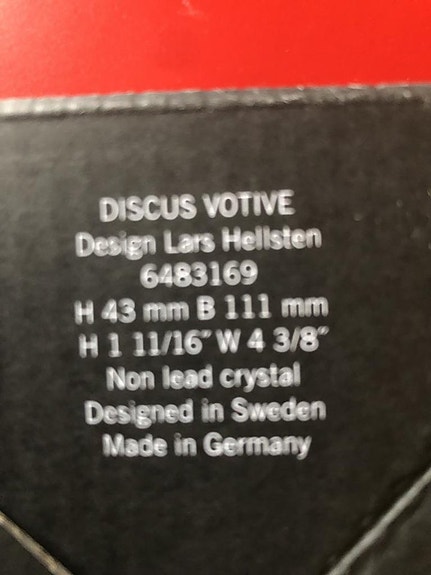 DISCUS VOTIVE
Design Lars Hellsten
6483169
H 43 mm B 111 mm
H 1 11/16" W 4 3/8"
Non lead crystal
Designed in Sweden
Made in Germany